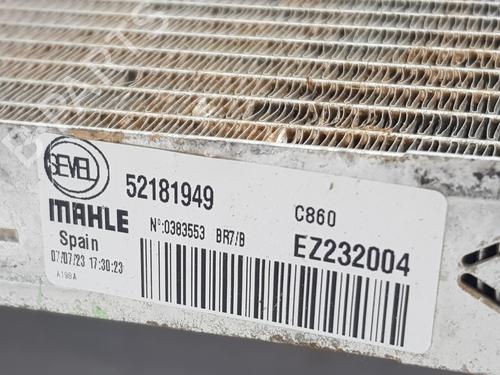 SEVEL
52181949
C860
MAHLE
N°:0383553 BR7/B
EZ232004
Spain
07/07/23 17:30:23
A198A